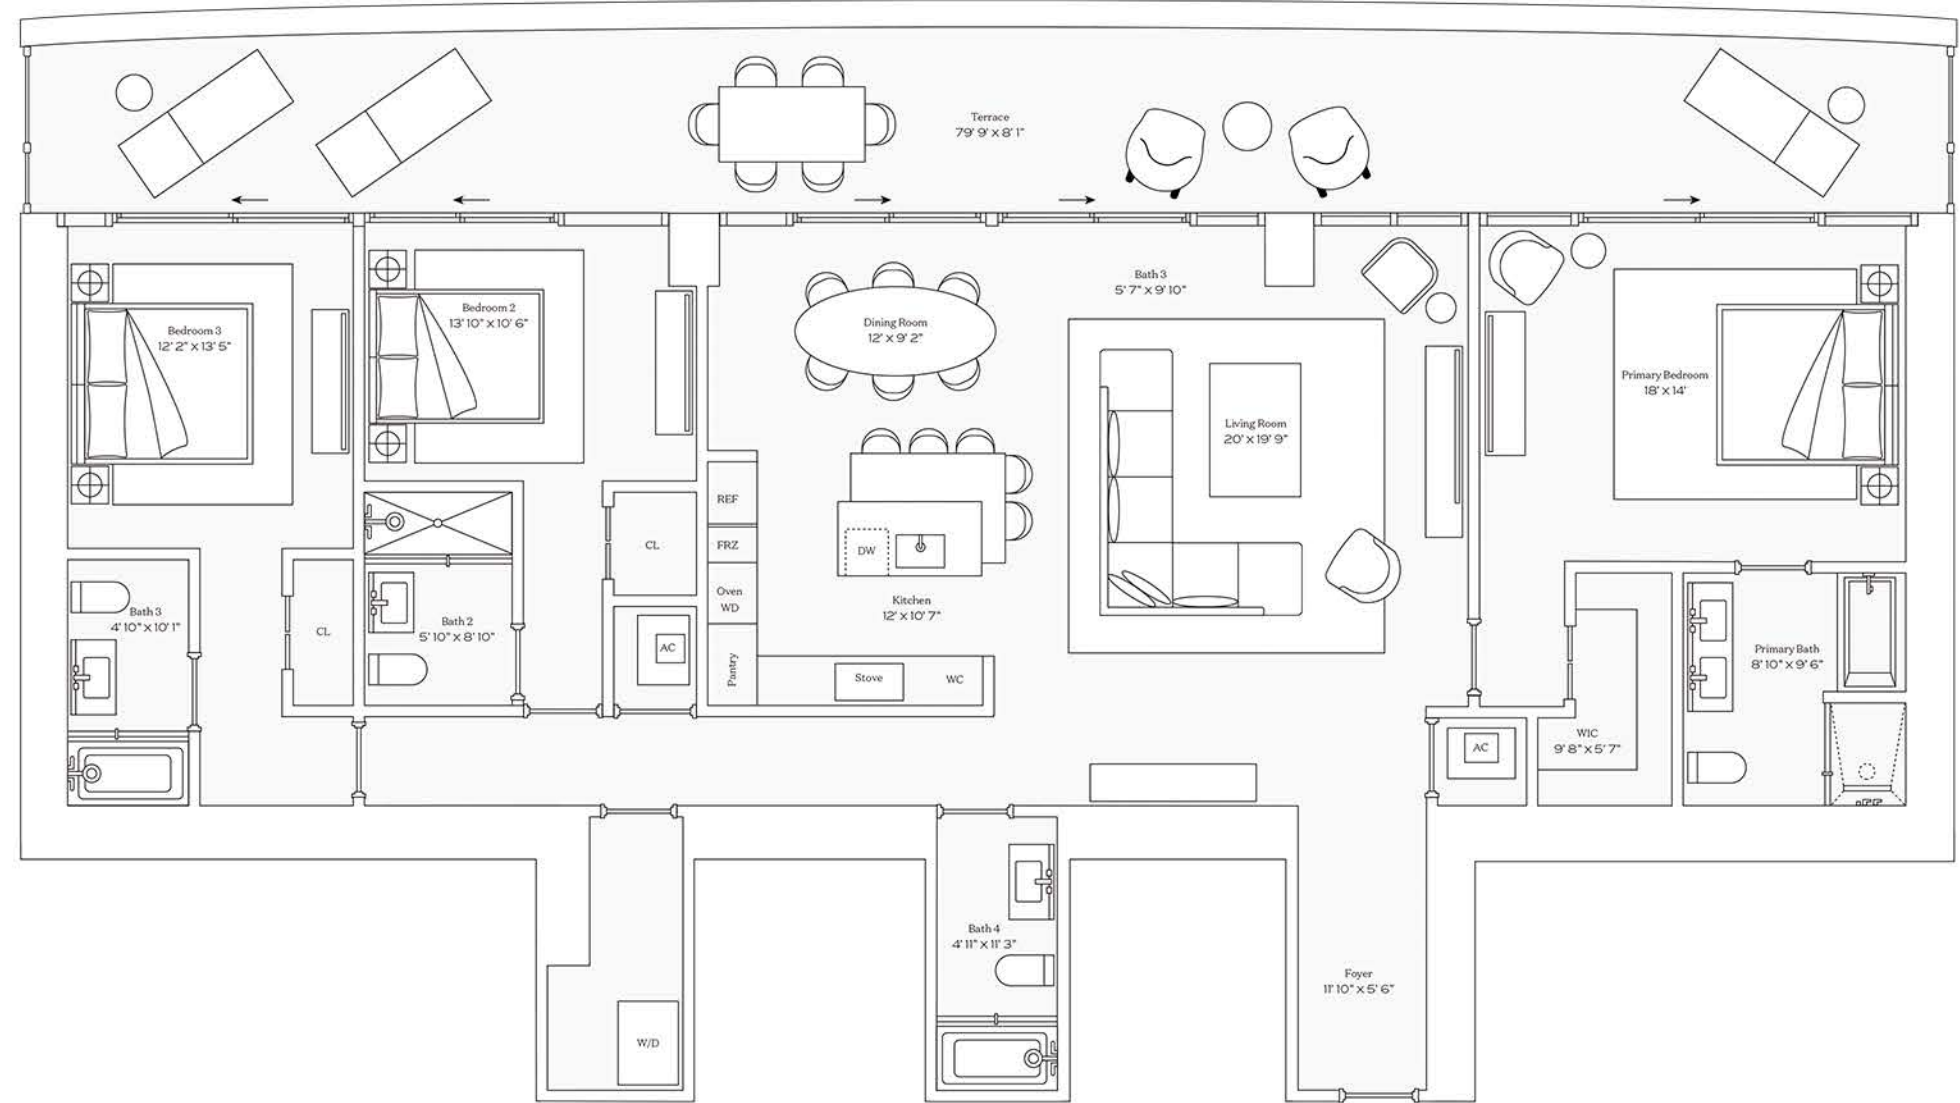 Terrace
79' 9" x 8' 1"
Bath 3
5' 7" x 9' 10"
Bedroom 2
13' 10" x 10' 6"
Bedroom 3
12' 2" x 13' 5"
Dining Room
12' x 9' 2"
Primary Bedroom
18' x 14'
Living Room
20' x 19' 9"
REF
FRZ
CL
DW
Oven
WD
Kitchen
12' x 10' 7"
Bath 3
4' 10" x 10' 1"
CL
Bath 2
5' 10" x 8' 10"
AC
Pantry
Stove
WC
Primary Bath
8' 10" x 9' 6"
WIC
9' 8" x 5' 7"
AC
Bath 4
4' 11" x 11' 3"
Foyer
11' 10" x 5' 6"
W/D